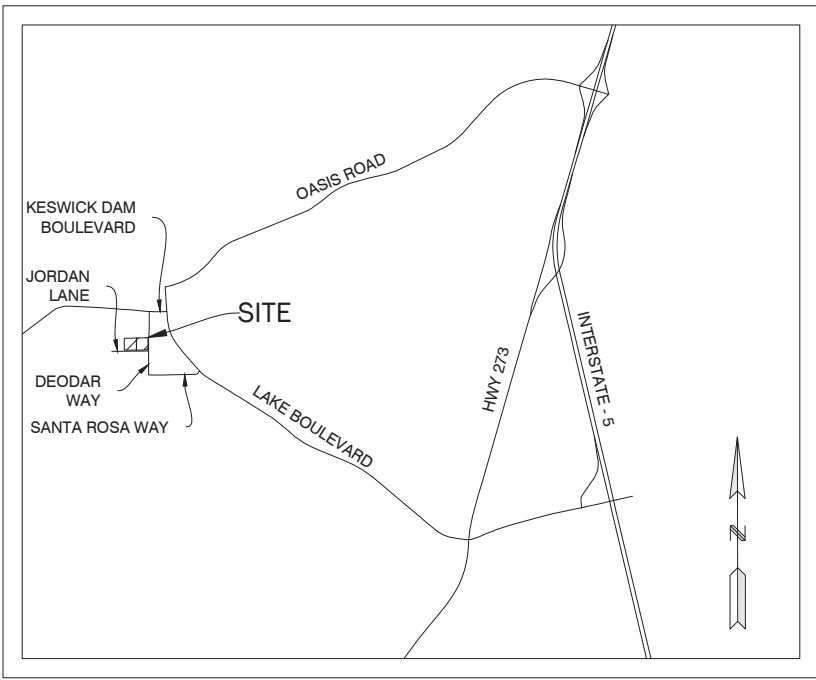 OASIS ROAD
KESWICK DAM
BOULEVARD
JORDAN
LANE
SITE
DEODAR
WAY
SANTA ROSA WAY
LAKE BOULEVARD
HWY 273
INTERSTATE - 5
N